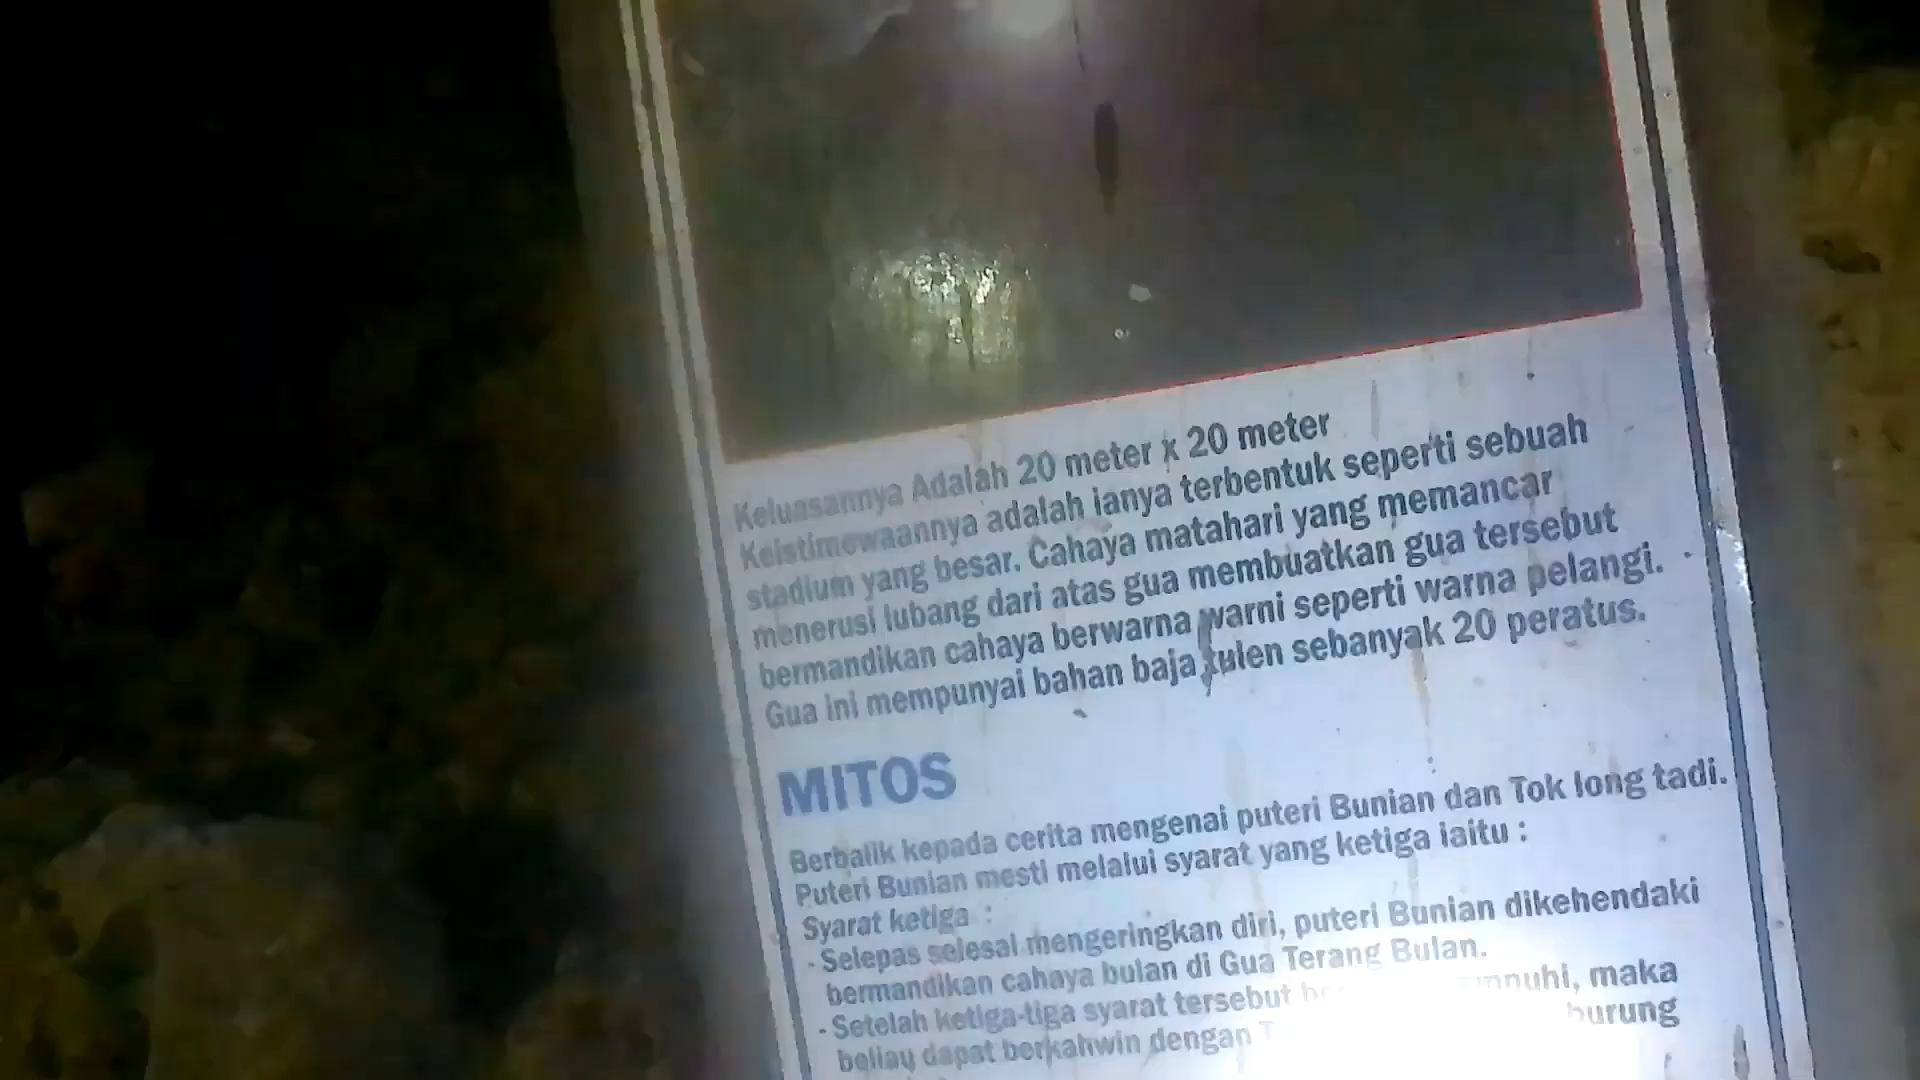 Keluasannya Adalah 20 meter x 20 meter
Keistimewaannya adalah ianya terbentuk seperti sebuah
stadium yang besar. Cahaya matahari yang memancar
menerusi lubang dari atas gua membuatkan gua tersebut
bermandikan cahaya berwarna warni seperti warna pelangi.
Gua ini mempunyai bahan baja tulen sebanyak 20 peratus.
MITOS
Berbalik kepada cerita mengenai puteri Bunian dan Tok long tadi.
Puteri Bunian mesti melalui syarat yang ketiga iaitu :
Syarat ketiga :
- Selepas selesai mengeringkan diri, puteri Bunian dikehendaki
bermandikan cahaya bulan di Gua Terang Bulan.
- Setelah ketiga-tiga syarat tersebut maka
beliau dapat berkahwin dengan burung